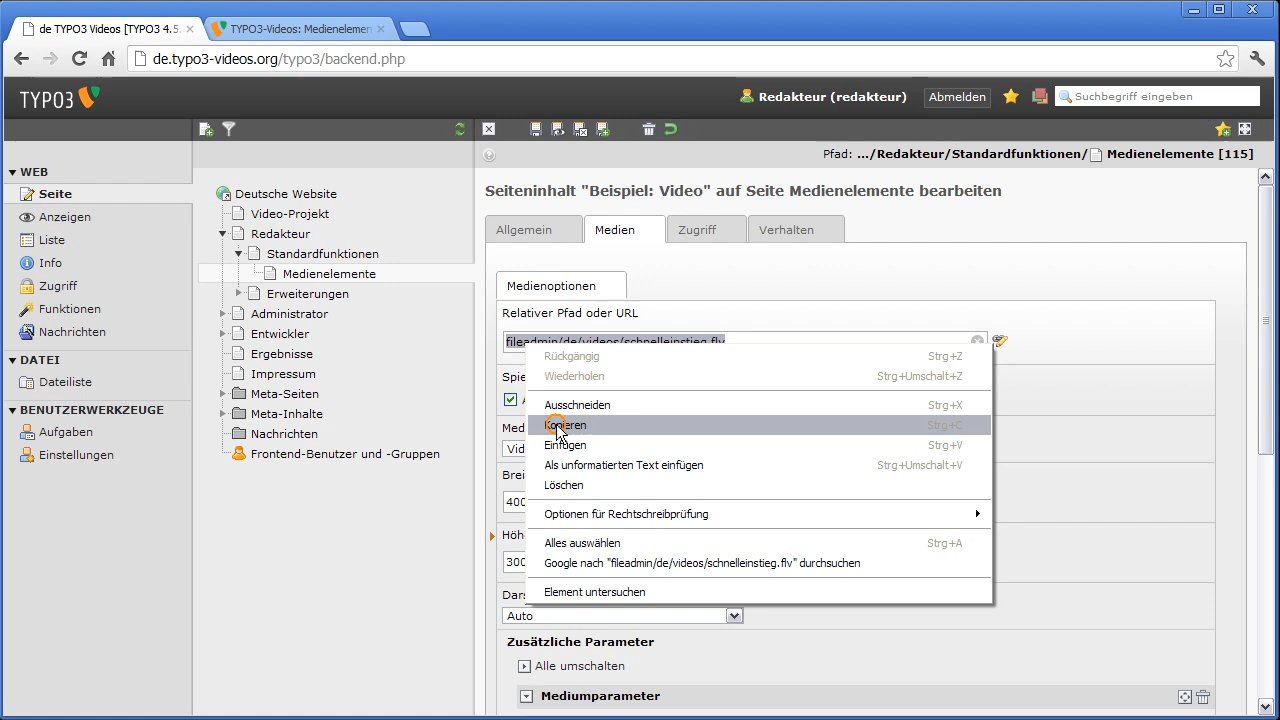 de TYPO3 Videos [TYPO3 4.5.
TYPO3-Videos: Medienelemen
de.typo3-videos.org/typo3/backend.php
TYPO3
Redakteur (redakteur)
Abmelden
Suchbegriff eingeben
Pfad: .../Redakteur/Standardfunktionen/ Medienelemente [115]
WEB
Seite
Anzeigen
Liste
Info
Zugriff
Funktionen
Nachrichten
DATEI
Dateiliste
BENUTZERWERKZEUGE
Aufgaben
Einstellungen
Deutsche Website
Video-Projekt
Redakteur
Standardfunktionen
Medienelemente
Erweiterungen
Administrator
Entwickler
Ergebnisse
Impressum
Meta-Seiten
Meta-Inhalte
Nachrichten
Frontend-Benutzer und -Gruppen
Seiteninhalt "Beispiel: Video" auf Seite Medienelemente bearbeiten
Allgemein
Medien
Zugriff
Verhalten
Medienoptionen
Relativer Pfad oder URL
fileadmin/de/videos/schnelleinstieg.flv
Spie
Med
Vid
Brei
400
Höh
300
Dars
Auto
Rückgängig Strg+Z
Wiederholen Strg+Umschalt+Z
Ausschneiden Strg+X
Kopieren Strg+C
Einfügen Strg+V
Als unformatierten Text einfügen Strg+Umschalt+V
Löschen
Optionen für Rechtschreibprüfung
Alles auswählen Strg+A
Google nach "fileadmin/de/videos/schnelleinstieg.flv" durchsuchen
Element untersuchen
Zusätzliche Parameter
Alle umschalten
Mediumparameter